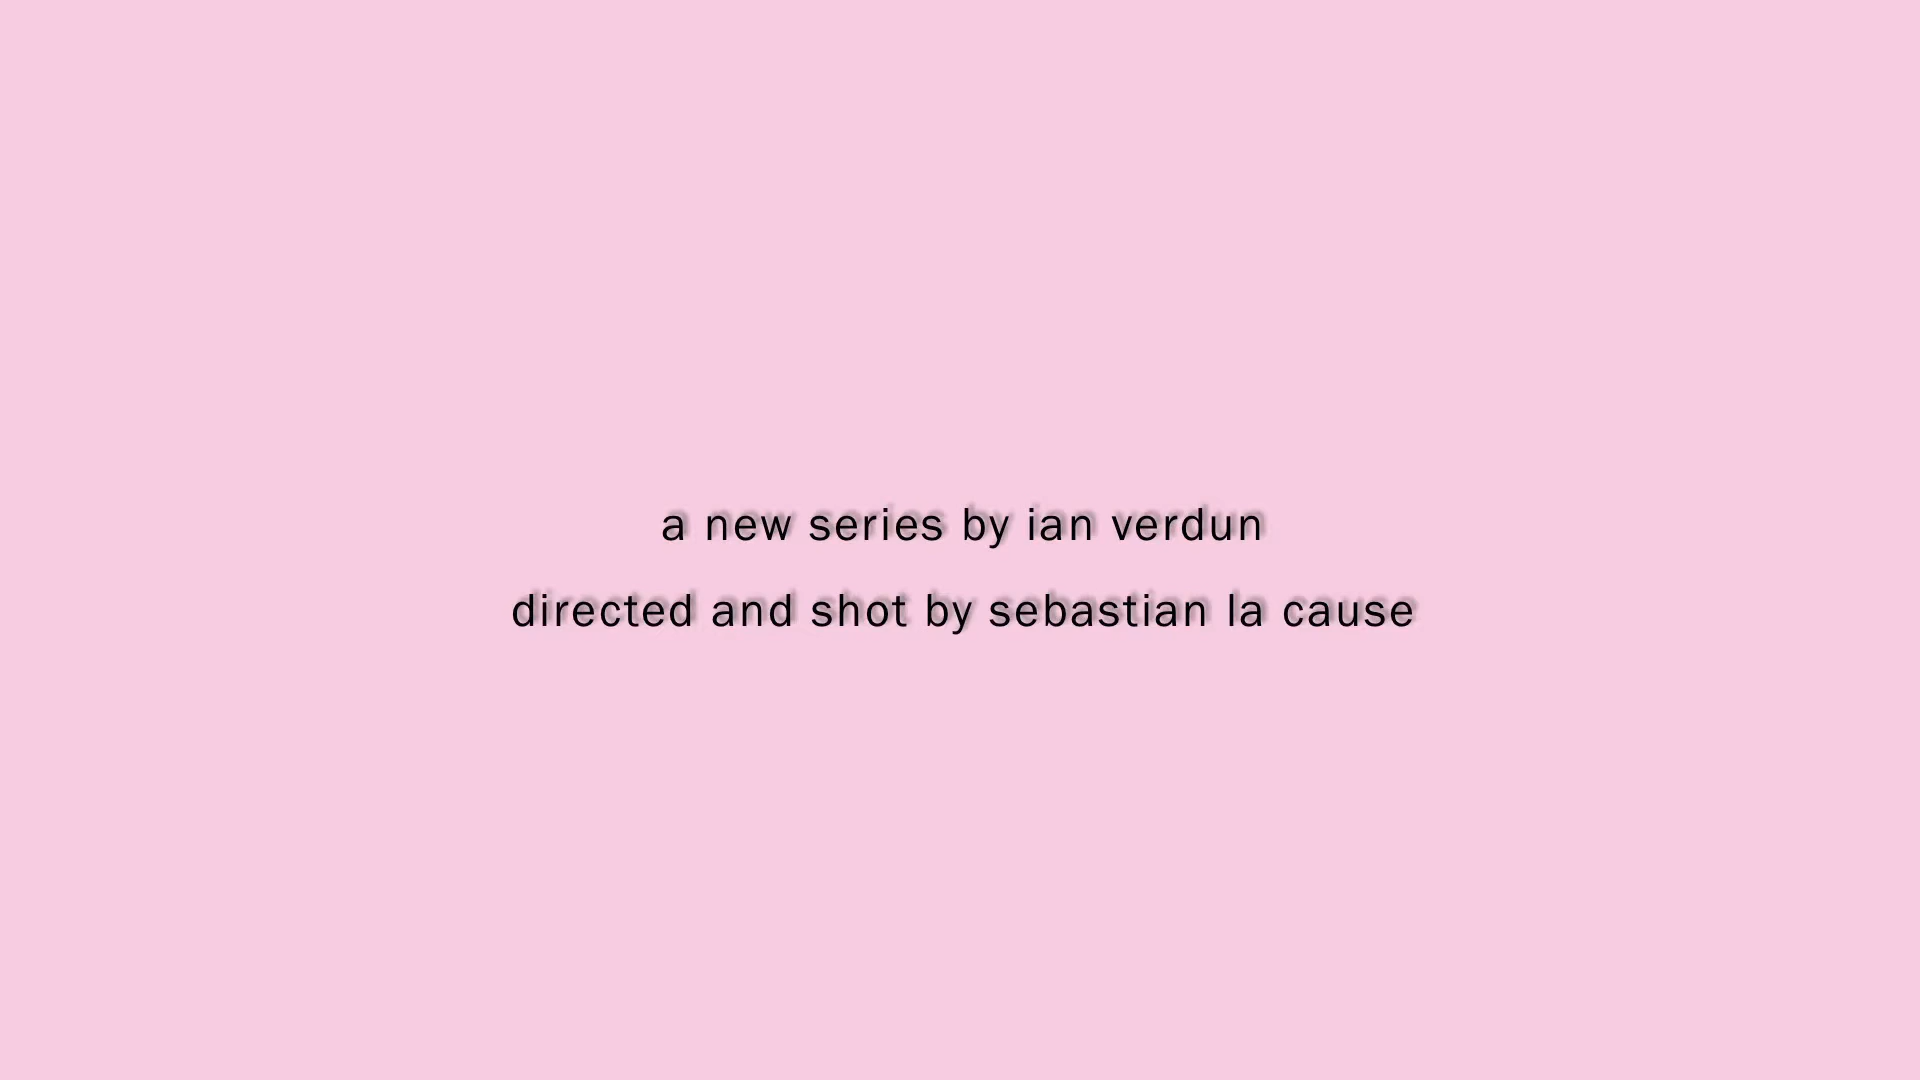 a new series by ian verdun
directed and shot by sebastian la cause